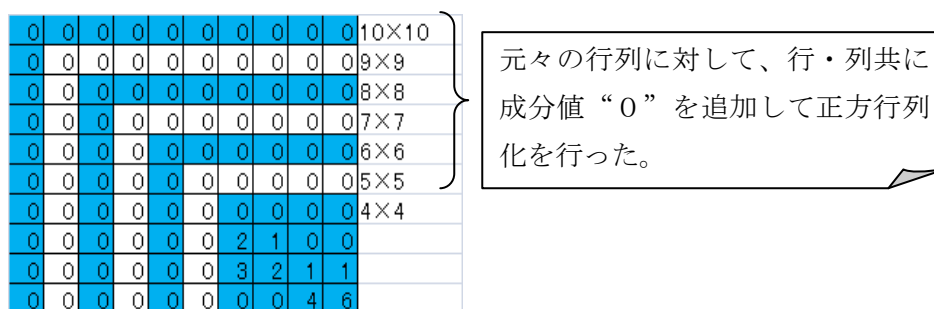 0 0 0 0 0 0 0 0 0 0 10×10
0 0 0 0 0 0 0 0 0 0 9×9
0 0 0 0 0 0 0 0 0 0 8×8
0 0 0 0 0 0 0 0 0 0 7×7
0 0 0 0 0 0 0 0 0 0 6×6
0 0 0 0 0 0 0 0 0 0 5×5
0 0 0 0 0 0 0 0 0 0 4×4
0 0 0 0 0 0 2 1 0 0
0 0 0 0 0 0 3 2 1 1
0 0 0 0 0 0 0 0 4 6
元々の行列に対して、行・列共に
成分値“0”を追加して正方行列
化を行った。